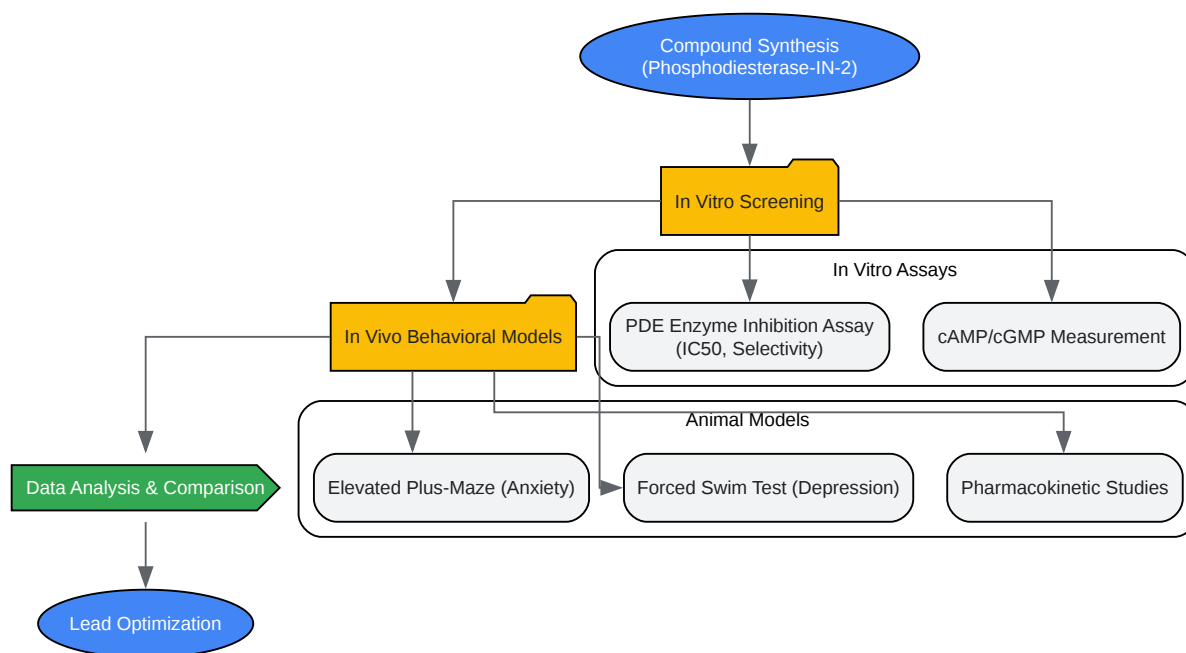 Compound Synthesis
(Phosphodiesterase-IN-2)
In Vitro Screening
In Vitro Assays
PDE Enzyme Inhibition Assay
(IC50, Selectivity)
cAMP/cGMP Measurement
In Vivo Behavioral Models
Animal Models
Elevated Plus-Maze (Anxiety)
Forced Swim Test (Depression)
Pharmacokinetic Studies
Data Analysis & Comparison
Lead Optimization